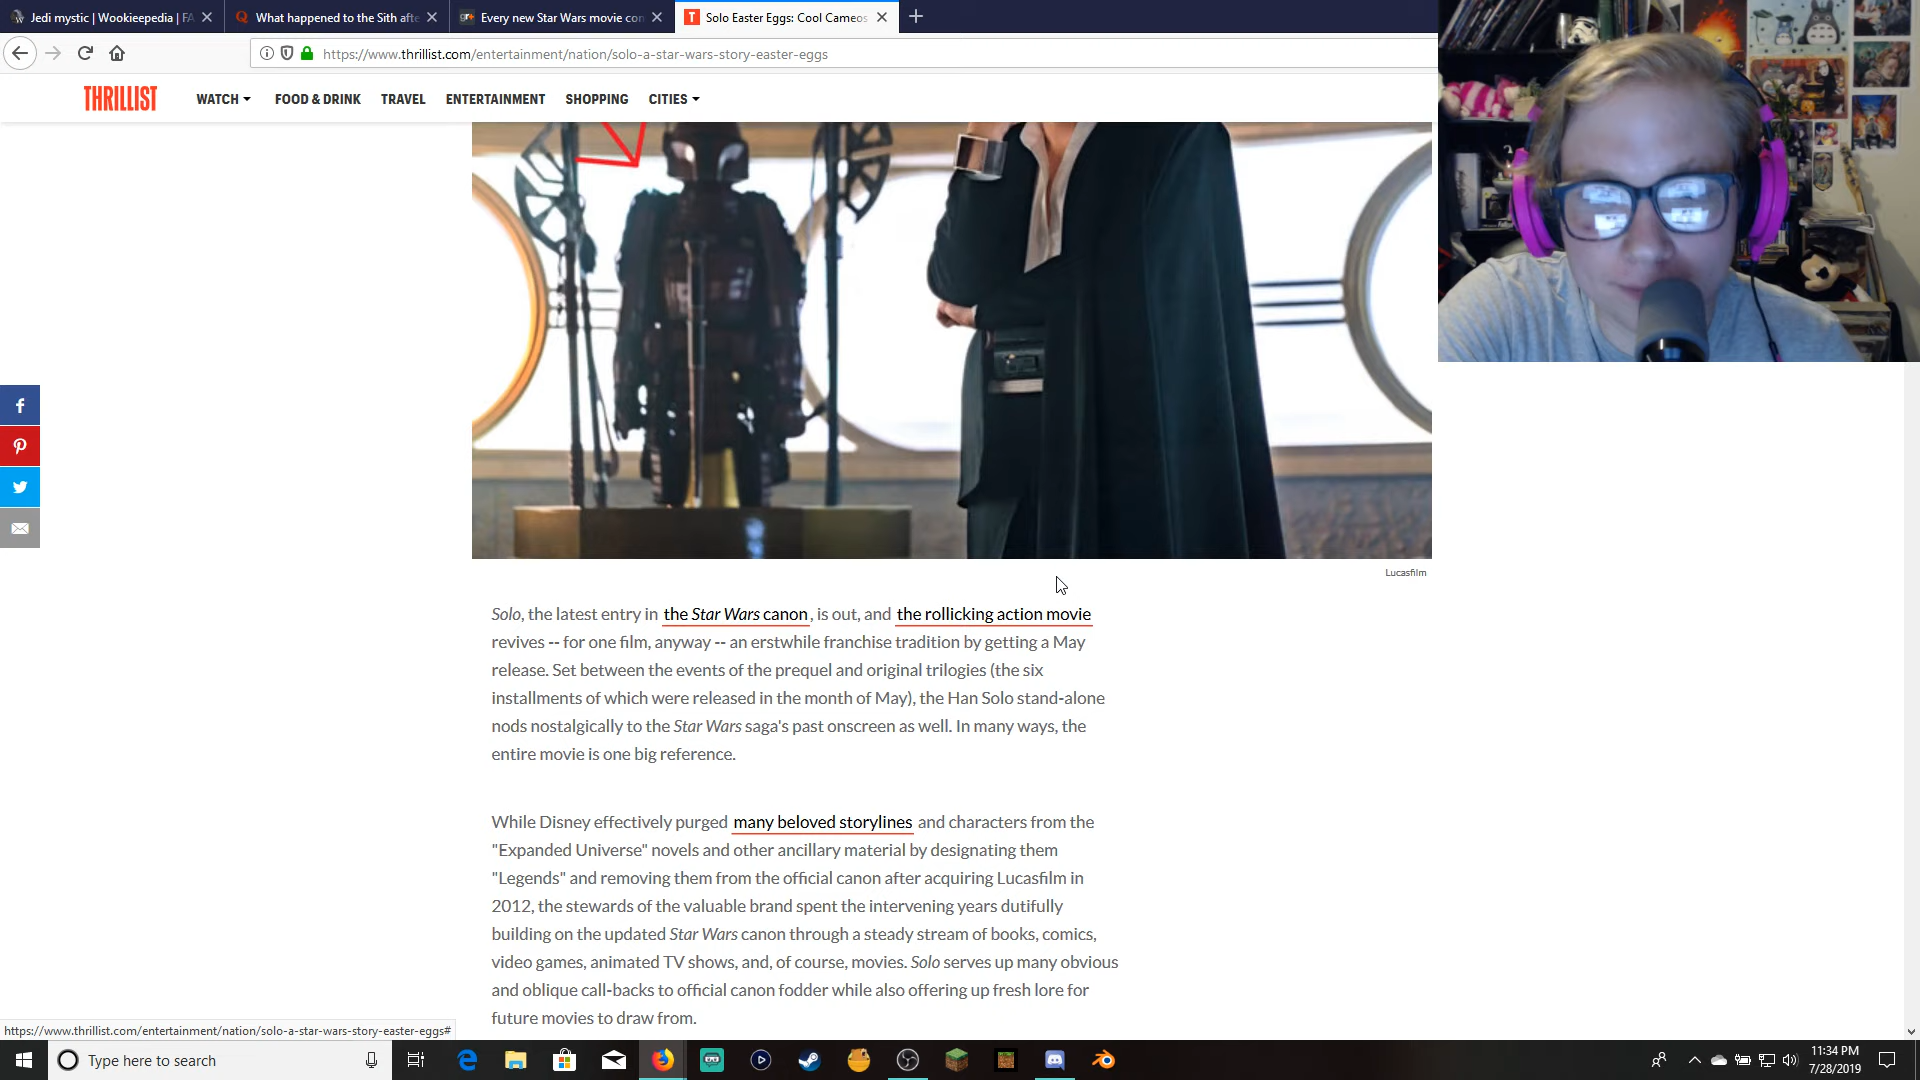 Jedi mystic | Wookieepedia | FA
What happened to the Sith afte
Every new Star Wars movie con
Solo Easter Eggs: Cool Cameos
https://www.thrillist.com/entertainment/nation/solo-a-star-wars-story-easter-eggs
THRILLIST
WATCH
FOOD & DRINK
TRAVEL
ENTERTAINMENT
SHOPPING
CITIES
Lucasfilm
Solo, the latest entry in the Star Wars canon, is out, and the rollicking action movie
revives -- for one film, anyway -- an erstwhile franchise tradition by getting a May
release. Set between the events of the prequel and original trilogies (the six
installments of which were released in the month of May), the Han Solo stand-alone
nods nostalgically to the Star Wars saga's past onscreen as well. In many ways, the
entire movie is one big reference.
While Disney effectively purged many beloved storylines and characters from the
"Expanded Universe" novels and other ancillary material by designating them
"Legends" and removing them from the official canon after acquiring Lucasfilm in
2012, the stewards of the valuable brand spent the intervening years dutifully
building on the updated Star Wars canon through a steady stream of books, comics,
video games, animated TV shows, and, of course, movies. Solo serves up many obvious
and oblique call-backs to official canon fodder while also offering up fresh lore for
future movies to draw from.
https://www.thrillist.com/entertainment/nation/solo-a-star-wars-story-easter-eggs#
Type here to search
11:34 PM
7/28/2019